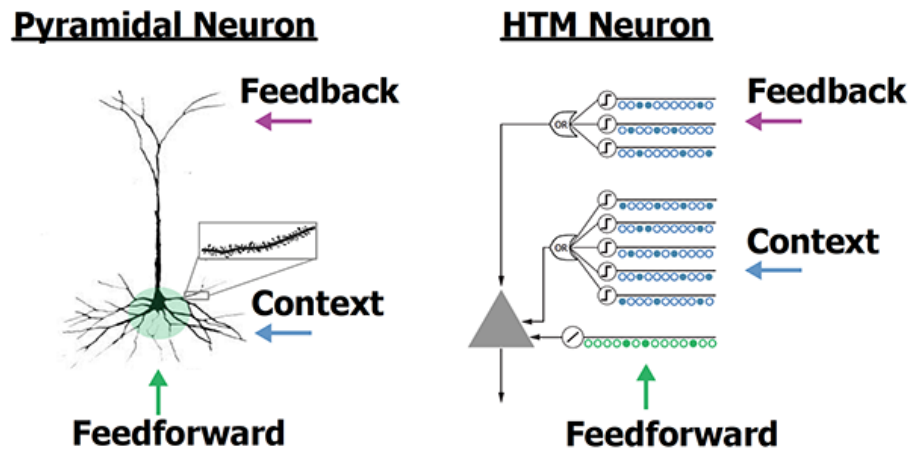 Pyramidal Neuron
Feedback
Context
Feedforward
HTM Neuron
Feedback
OR
Context
OR
Feedforward